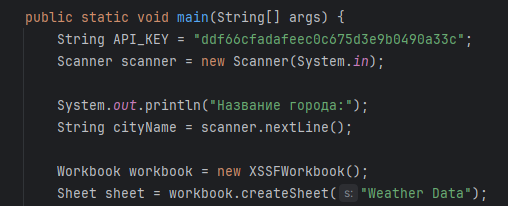 public static void main(String[] args) {
String API_KEY = "ddf66cfadafeec0c675d3e9b0490a33c";
Scanner scanner = new Scanner(System.in);
System.out.println("Название города:");
String cityName = scanner.nextLine();
Workbook workbook = new XSSFWorkbook();
Sheet sheet = workbook.createSheet( s: "Weather Data");